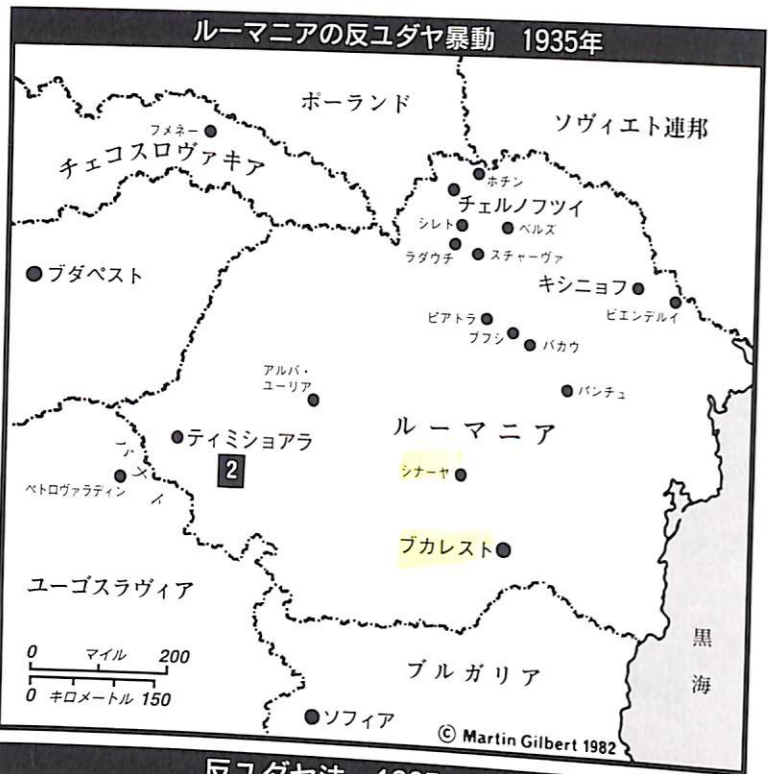 ルーマニアの反ユダヤ暴動 1935年
ポーランド
ソヴィエト連邦
フメネー
チェコスロヴァキア
ホチン
チェルノフツイ
シレト
ベルズ
ラダウチ
スチャーヴァ
ブダペスト
キシニョフ
ビエンデルイ
ピアトラ
ブフシ
バカウ
アルバ・
ユーリア
パンチュ
ルーマニア
ティミショアラ
2
シナーヤ
ペトロヴァラディン
バナト
ブカレスト
ユーゴスラヴィア
黒海
0 マイル 200
0 キロメートル 150
ブルガリア
ソフィア
© Martin Gilbert 1982